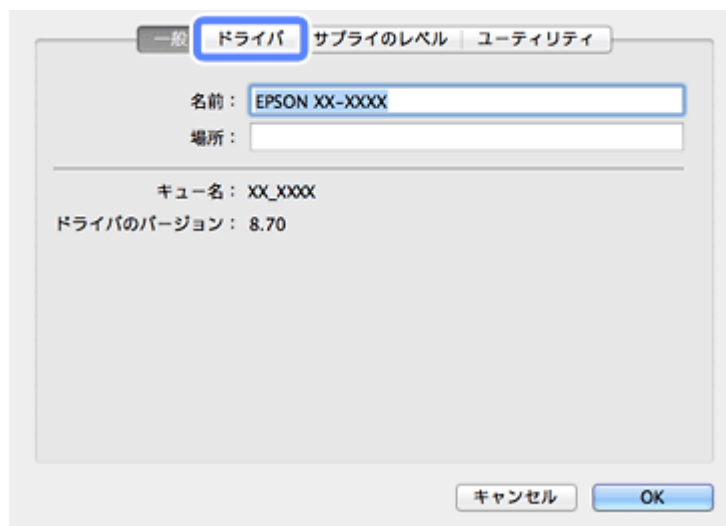 一般 ドライバ サプライのレベル ユーティリティ
名前： EPSON XX-XXXX
場所：
キュー名： XX_XXXX
ドライバのバージョン： 8.70
キャンセル OK